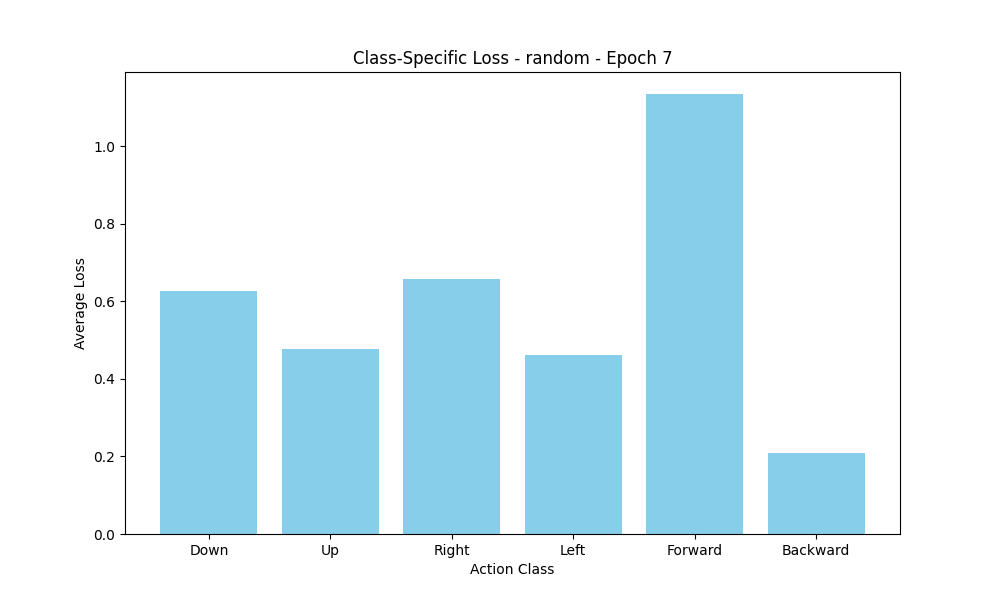 Class-Specific Loss - random - Epoch 7
Average Loss
1.0
0.8
0.6
0.4
0.2
0.0
Down Up Right Left Forward Backward
Action Class